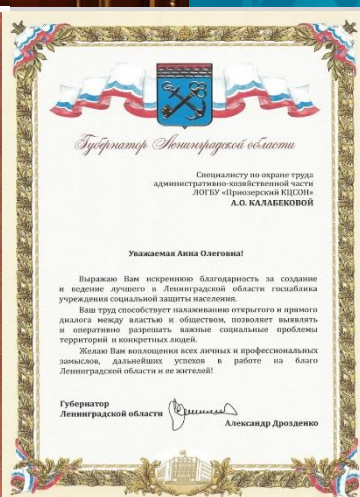 Губернатор Ленинградской области
Специалисту по охране труда
административно-хозяйственной части
ЛОГБУ «Приозерский КЦСОН»
А.О. КАЛАБЕКОВОЙ
Уважаемая Анна Олеговна!
Выражаю Вам искреннюю благодарность за создание
и ведение лучшего в Ленинградской области госпаблика
учреждения социальной защиты населения.
Ваш труд способствует налаживанию открытого и прямого
диалога между властью и обществом, позволяет выявлять
и оперативно разрешать важные социальные проблемы
территорий и конкретных людей.
Желаю Вам воплощения всех личных и профессиональных
замыслов, дальнейших успехов в работе на благо
Ленинградской области и ее жителей!
Губернатор
Ленинградской области
Александр Дрозденко